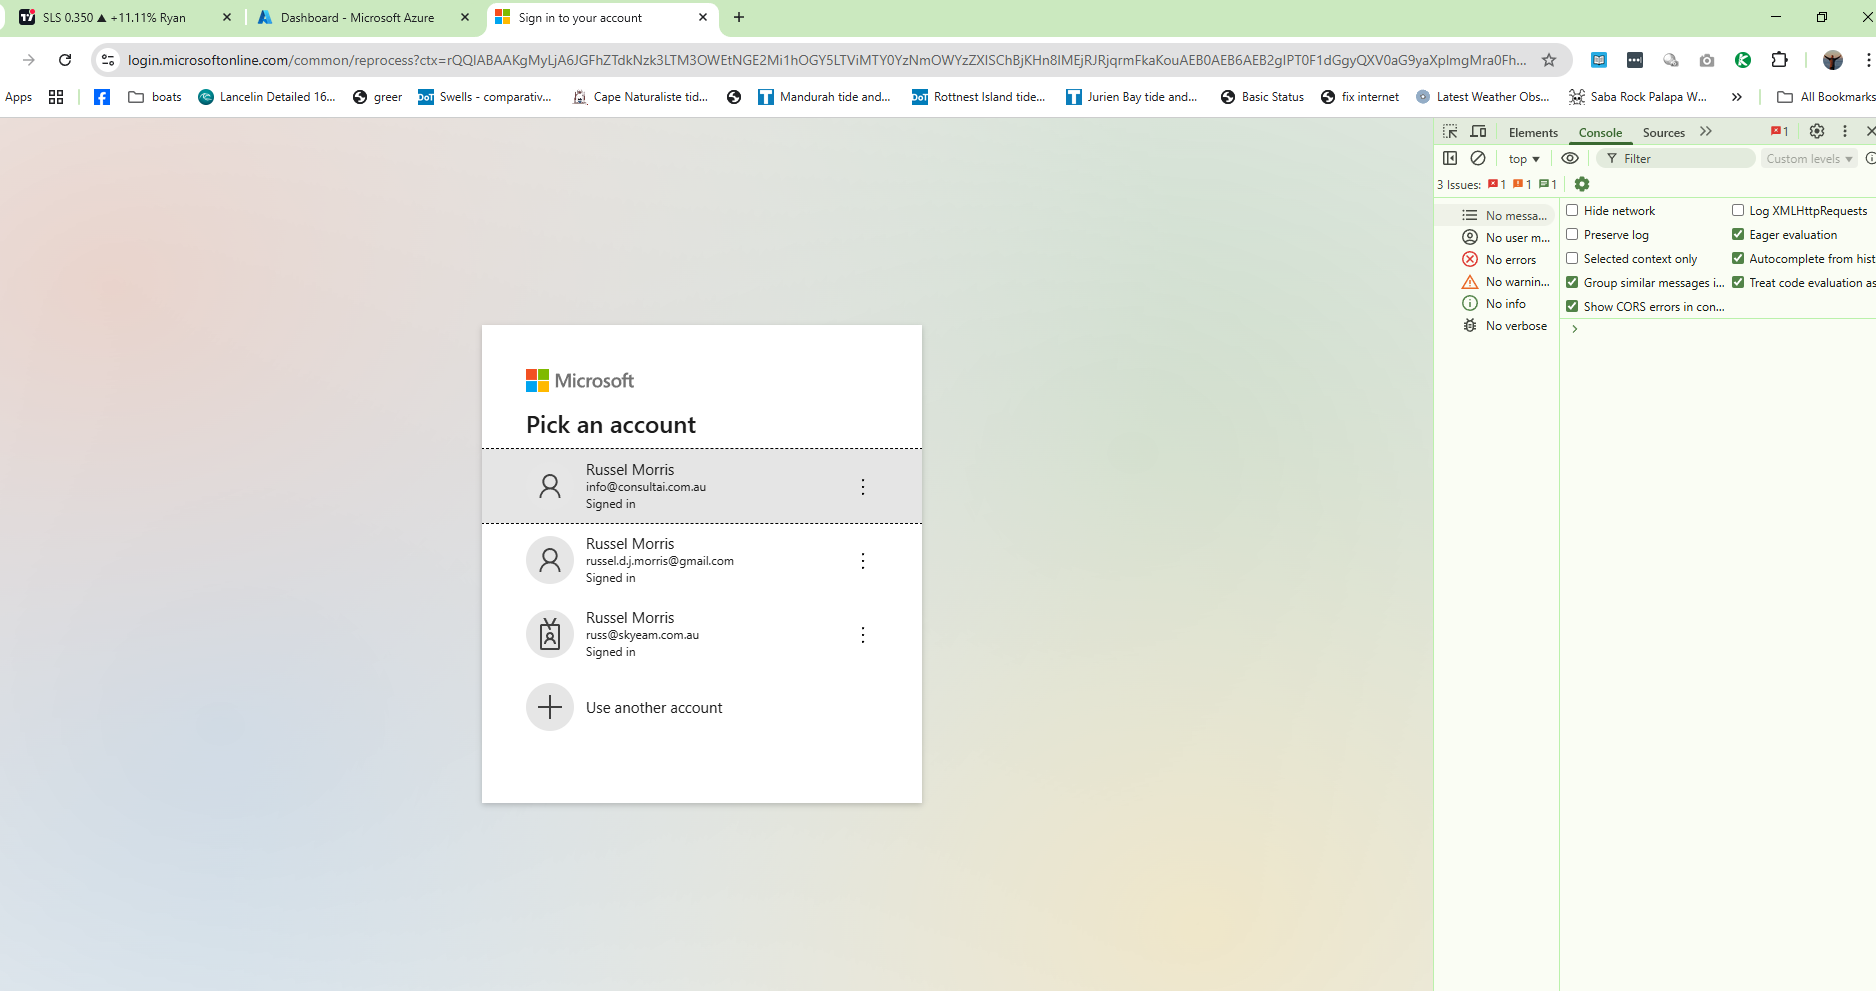 SLS 0.350 ▲ +11.11% Ryan
Dashboard - Microsoft Azure
Sign in to your account
login.microsoftonline.com/common/reprocess?ctx=rQQIABAAKgMyLjA6JGFhZTdkNzk3LTM3OWEtNGE2Mi1hOGY5LTViMTY0YzNmOWYzZXISChBjKHn8IMEjRJRjqrmFkaKouAEB0AEB6AEB2gIPT0F1dGgyQXV0aG9yaXplmgMra0Fh...
Apps
boats
Lancelin Detailed 16...
greer
DoT
Swells - comparativ...
Cape Naturaliste tid...
Mandurah tide and...
DoT
Rottnest Island tide...
Jurien Bay tide and...
Basic Status
fix internet
Latest Weather Obs...
Saba Rock Palapa W...
»
All Bookmarks
Elements
Console
Sources
1
top
Filter
Custom levels
3 Issues:
1
1
1
No messa...
No user m...
No errors
No warnin...
No info
No verbose
Hide network
Log XMLHttpRequests
Preserve log
Eager evaluation
Selected context only
Autocomplete from hist
Group similar messages i...
Treat code evaluation as
Show CORS errors in con...
Microsoft
Pick an account
Russel Morris
info@consultai.com.au
Signed in
Russel Morris
russel.d.j.morris@gmail.com
Signed in
Russel Morris
russ@skyeam.com.au
Signed in
Use another account